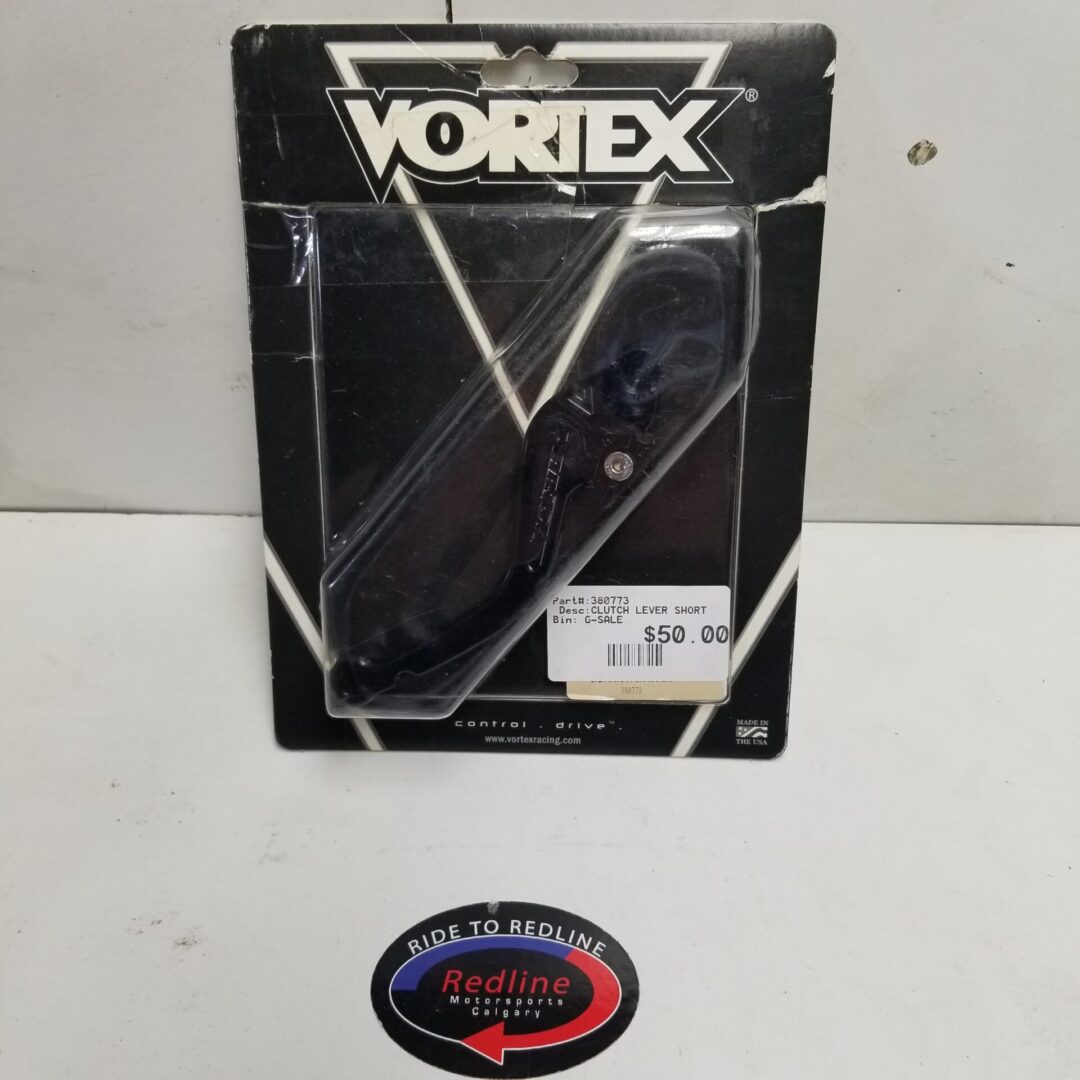 VORTEX®
Part#:380773
Desc:CLUTCH LEVER SHORT
Bin: G-SALE
$50.00
380773
control . drive™.
www.vortexracing.com
MADE IN
THE USA
RIDE TO REDLINE
Redline
Motorsports
Calgary